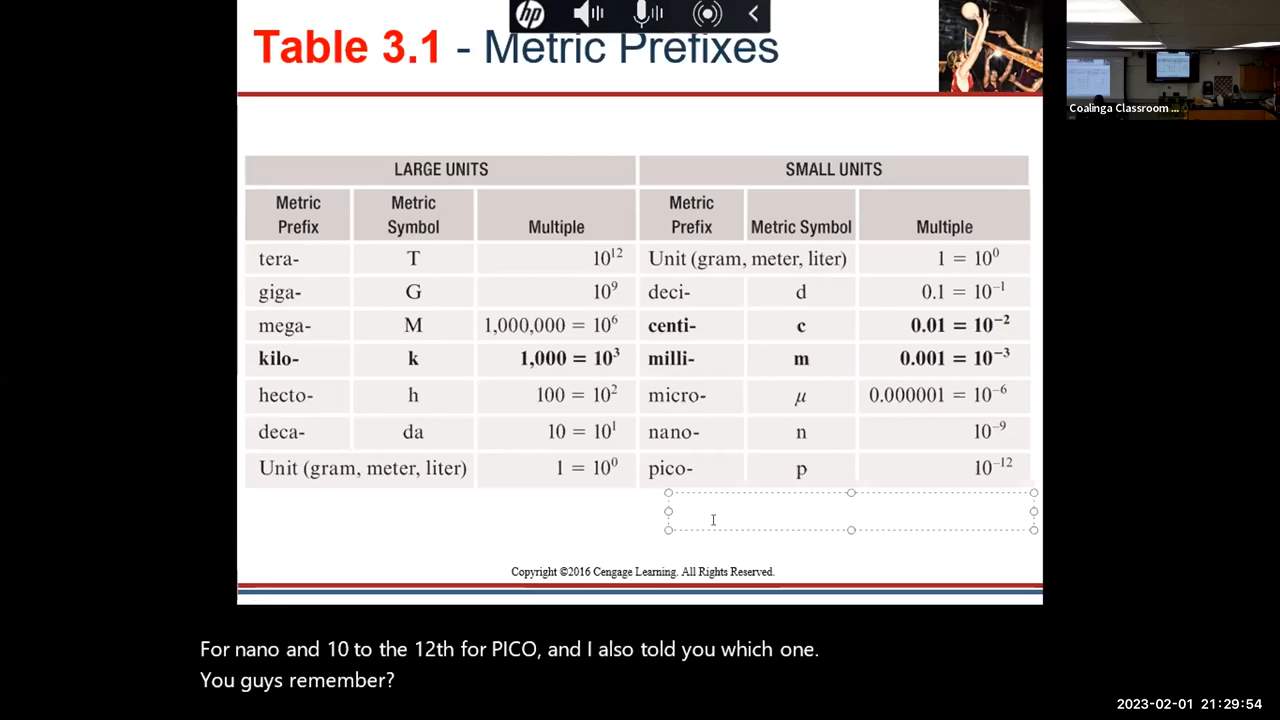 hp
Table 3.1 - Metric Prefixes
Coalinga Classroom ...
LARGE UNITS SMALL UNITS
Metric Prefix Metric Symbol Multiple Metric Prefix Metric Symbol Multiple
tera- T 10¹² Unit (gram, meter, liter) 1 = 10⁰
giga- G 10⁹ deci- d 0.1 = 10⁻¹
mega- M 1,000,000 = 10⁶ centi- c 0.01 = 10⁻²
kilo- k 1,000 = 10³ milli- m 0.001 = 10⁻³
hecto- h 100 = 10² micro- μ 0.000001 = 10⁻⁶
deca- da 10 = 10¹ nano- n 10⁻⁹
Unit (gram, meter, liter) 1 = 10⁰ pico- p 10⁻¹²
Copyright ©2016 Cengage Learning. All Rights Reserved.
For nano and 10 to the 12th for PICO, and I also told you which one.
You guys remember?
2023-02-01 21:29:54